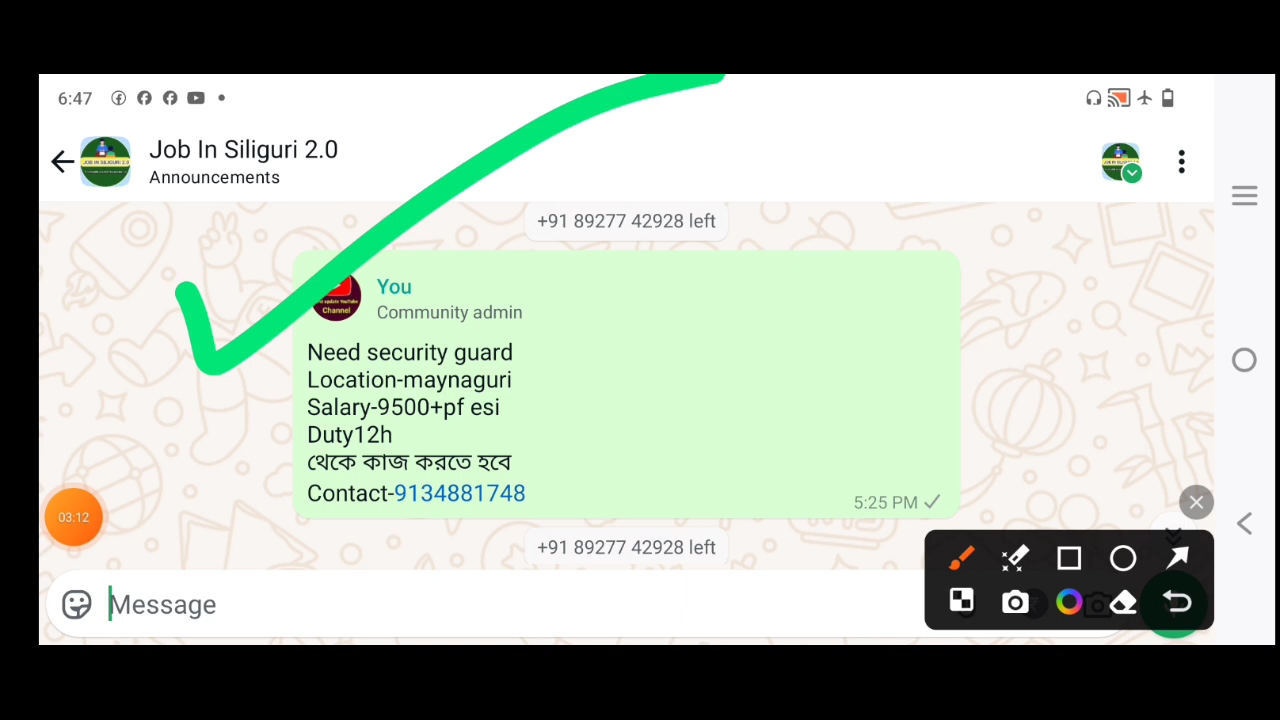 6:47
Job In Siliguri 2.0
Announcements
+91 89277 42928 left
You
Community admin
Channel
Need security guard
Location-maynaguri
Salary-9500+pf esi
Duty12h
থেকে কাজ করতে হবে
Contact-9134881748
5:25 PM
03:12
+91 89277 42928 left
Message